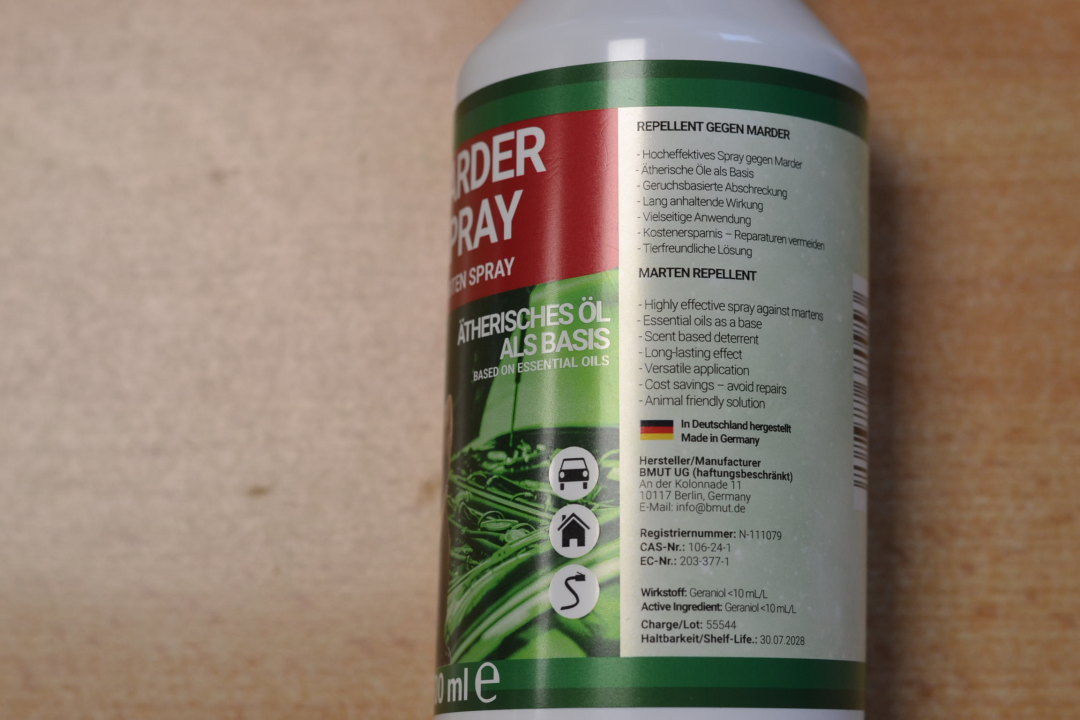 ARDER
PRAY
TEN SPRAY
ÄTHERISCHES ÖL
ALS BASIS
BASED ON ESSENTIAL OILS
0 ml e
REPELLENT GEGEN MARDER
- Hocheffektives Spray gegen Marder
- Ätherische Öle als Basis
- Geruchsbasierte Abschreckung
- Lang anhaltende Wirkung
- Vielseitige Anwendung
- Kostenersparnis – Reparaturen vermeiden
- Tierfreundliche Lösung
MARTEN REPELLENT
- Highly effective spray against martens
- Essential oils as a base
- Scent based deterrent
- Long-lasting effect
- Versatile application
- Cost savings – avoid repairs
- Animal friendly solution
In Deutschland hergestellt
Made in Germany
Hersteller/Manufacturer
BMUT UG (haftungsbeschränkt)
An der Kolonnade 11
10117 Berlin, Germany
E-Mail: info@bmut.de
Registriernummer: N-111079
CAS-Nr.: 106-24-1
EC-Nr.: 203-377-1
Wirkstoff: Geraniol <10 mL/L
Active Ingredient: Geraniol <10 mL/L
Charge/Lot: 55544
Haltbarkeit/Shelf-Life.: 30.07.2028